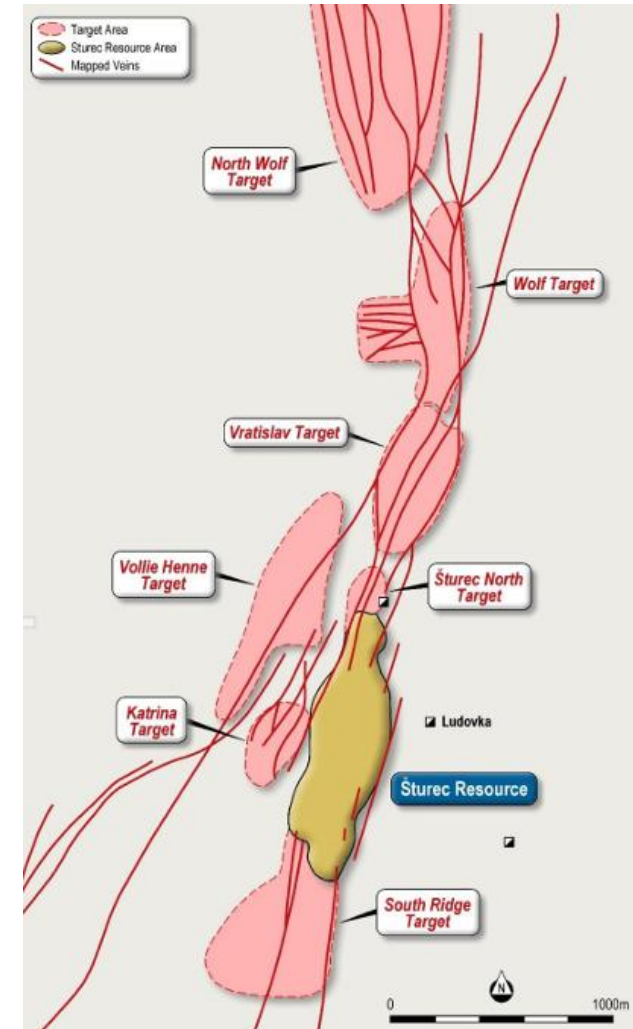 Target Area
Šturec Resource Area
Mapped Veins
North Wolf
Target
Wolf Target
Vratislav Target
Vollie Henne
Target
Šturec North
Target
Katrina
Target
Ludovka
Šturec Resource
South Ridge
Target
N
0
1000m